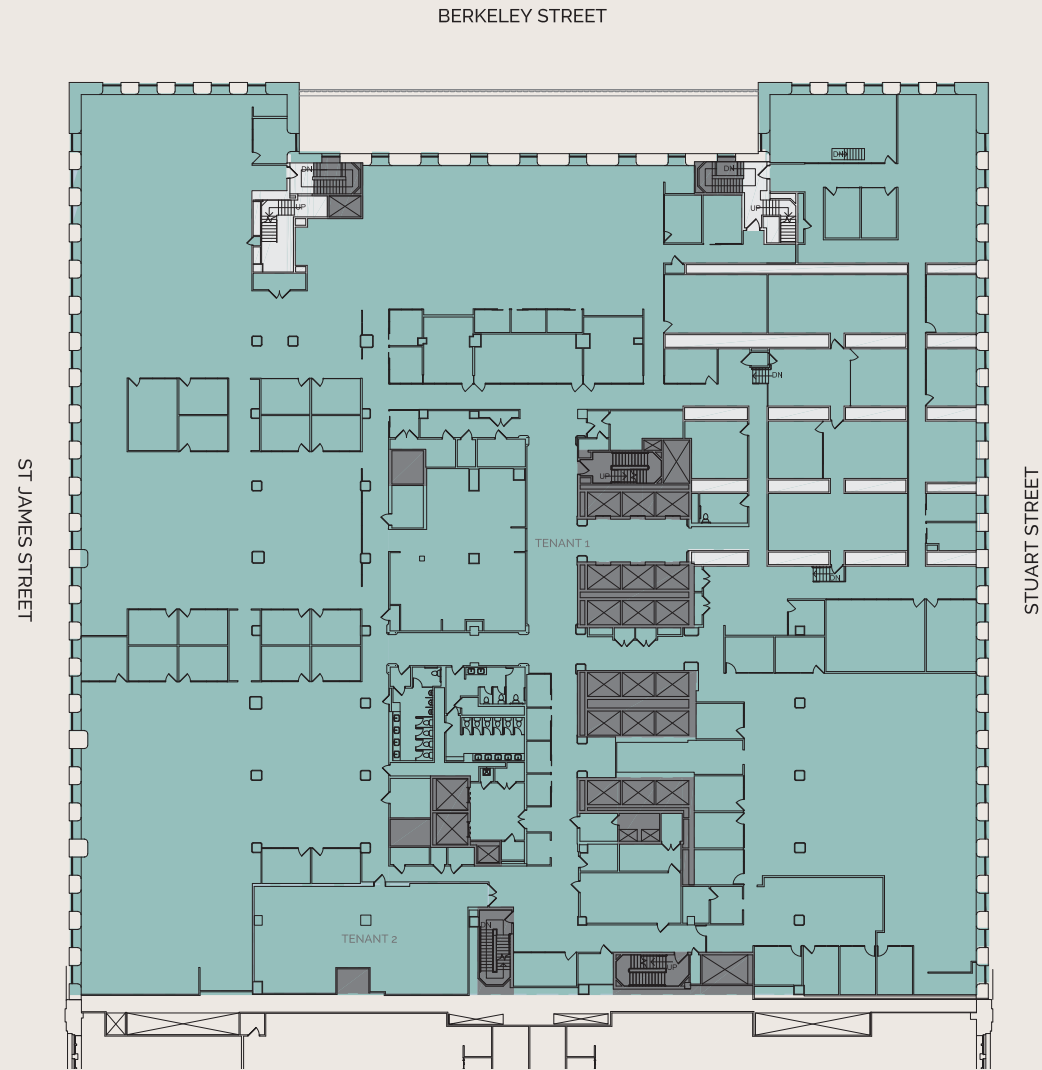 BERKELEY STREET
DN
DN
DN
UP
UP
DN
ST JAMES STREET
STUART STREET
UP
TENANT 1
DN
DN
TENANT 2
UP